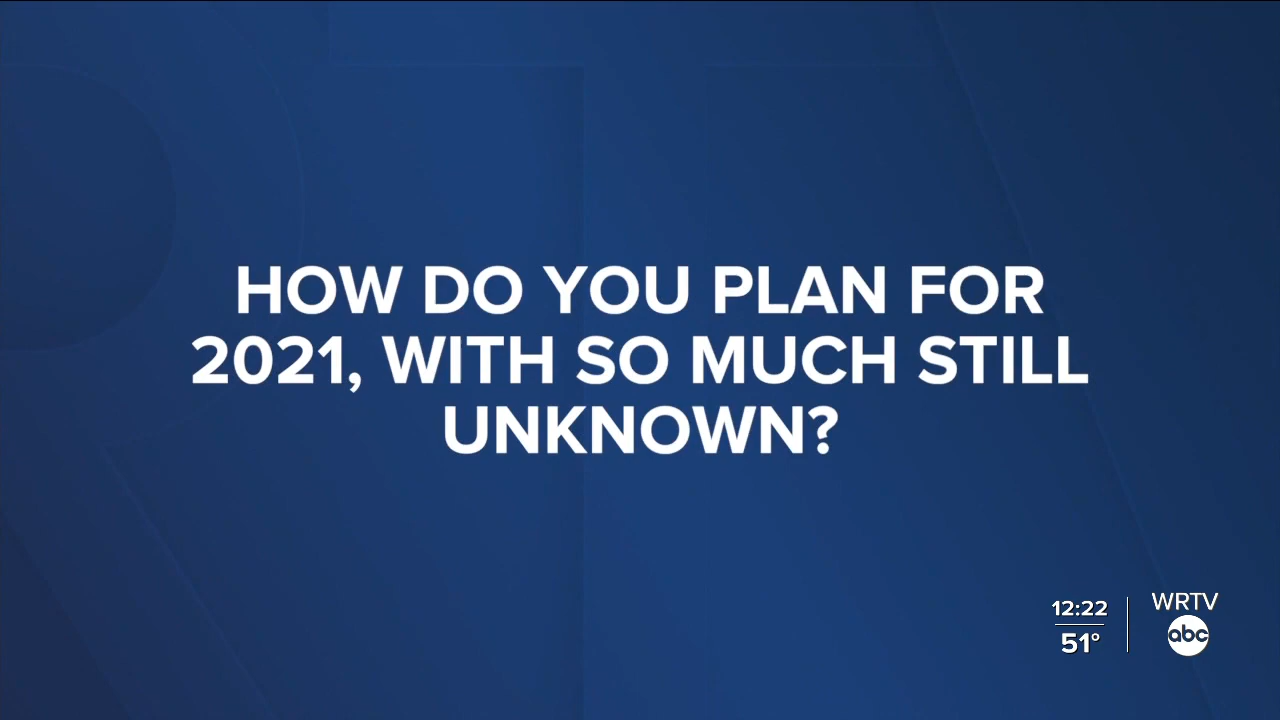 HOW DO YOU PLAN FOR
2021, WITH SO MUCH STILL
UNKNOWN?
12:22
51°
WRTV
abc